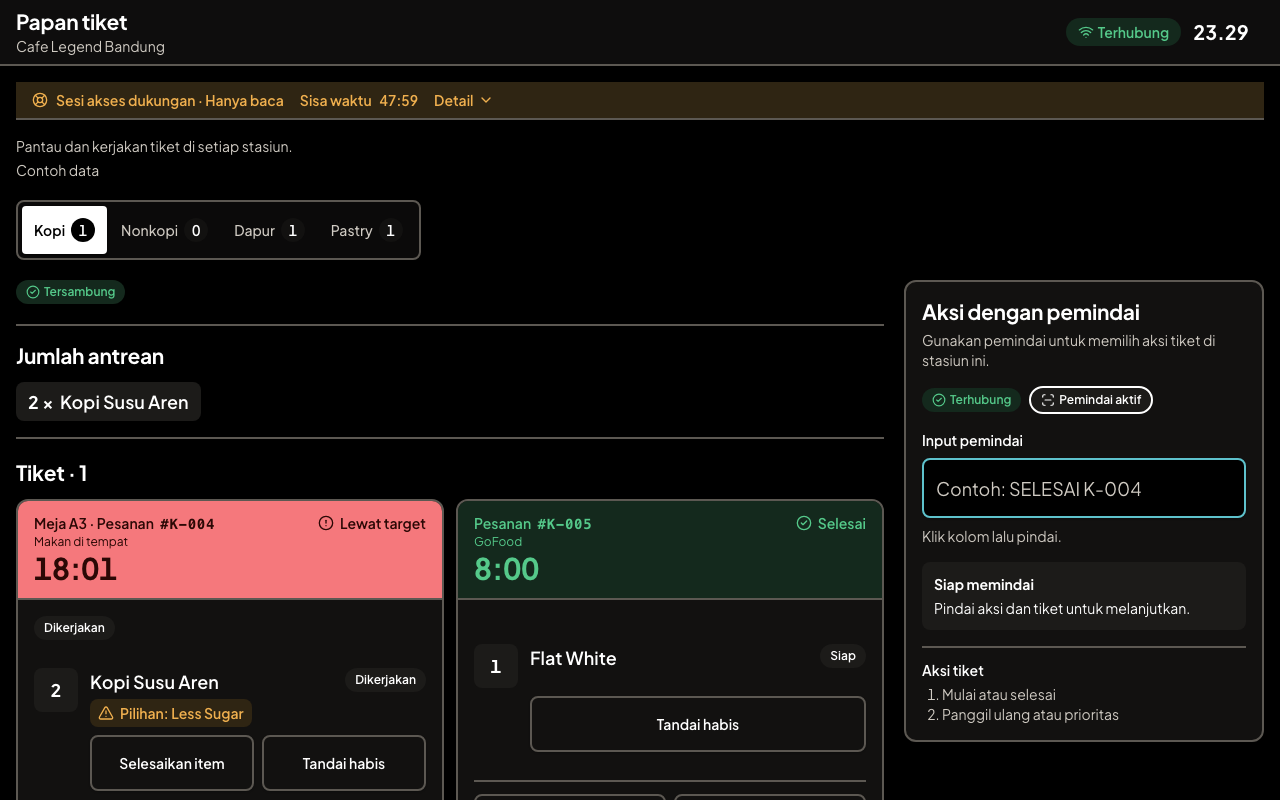 Papan tiket
Cafe Legend Bandung
Terhubung
23.29
Sesi akses dukungan · Hanya baca Sisa waktu 47:59 Detail
Pantau dan kerjakan tiket di setiap stasiun.
Contoh data
Kopi 1 Nonkopi 0 Dapur 1 Pastry 1
Tersambung
Jumlah antrean
2 × Kopi Susu Aren
Tiket · 1
Meja A3 · Pesanan #K-004 Lewat target
Makan di tempat
18:01
Dikerjakan
2 Kopi Susu Aren Dikerjakan
Pilihan: Less Sugar
Selesaikan item Tandai habis
Pesanan #K-005 Selesai
GoFood
8:00
1 Flat White Siap
Tandai habis
Aksi dengan pemindai
Gunakan pemindai untuk memilih aksi tiket di
stasiun ini.
Terhubung Pemindai aktif
Input pemindai
Contoh: SELESAI K-004
Klik kolom lalu pindai.
Siap memindai
Pindai aksi dan tiket untuk melanjutkan.
Aksi tiket
1. Mulai atau selesai
2. Panggil ulang atau prioritas